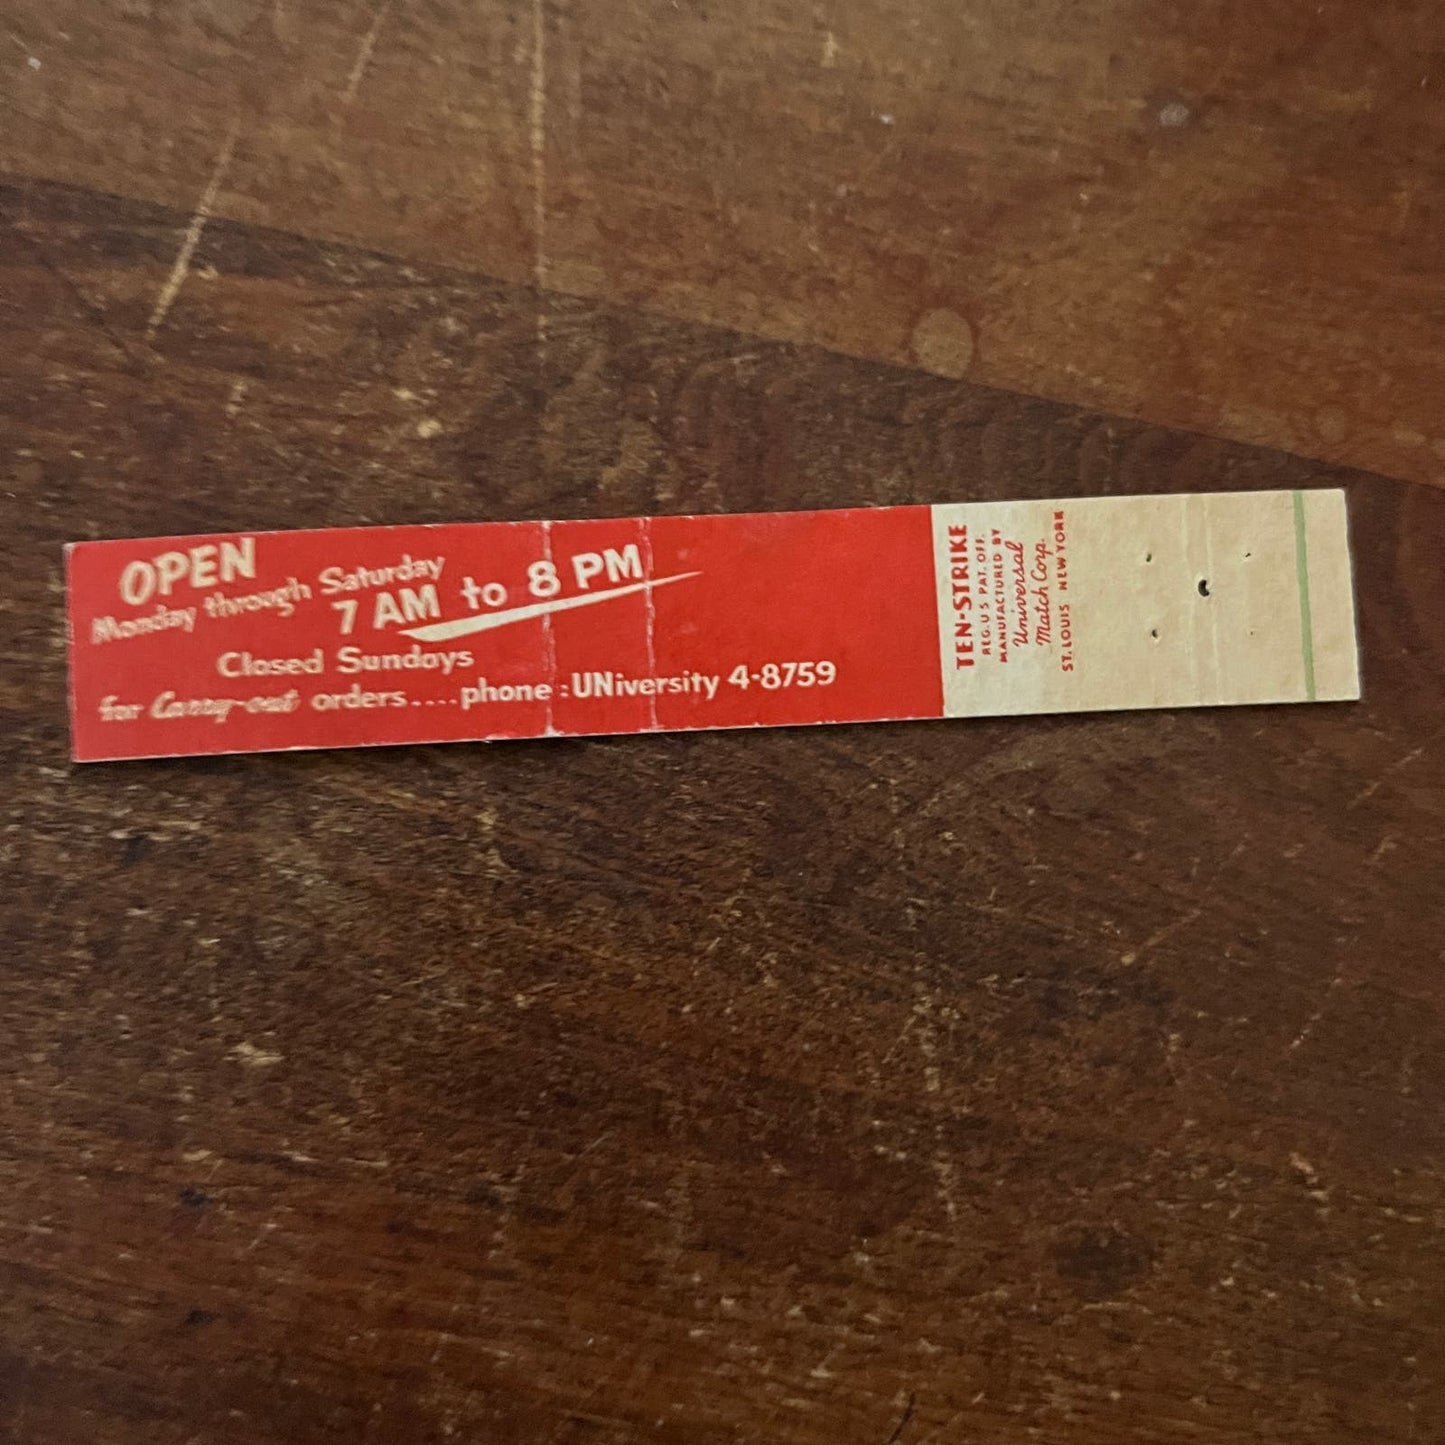 OPEN
Monday through Saturday
7 AM to 8 PM
Closed Sundays
for Carry-out orders....phone : UNiversity 4-8759
TEN-STRIKE
REG. U S PAT. OFF.
MANUFACTURED BY
Universal
Match Corp.
ST. LOUIS NEW YORK